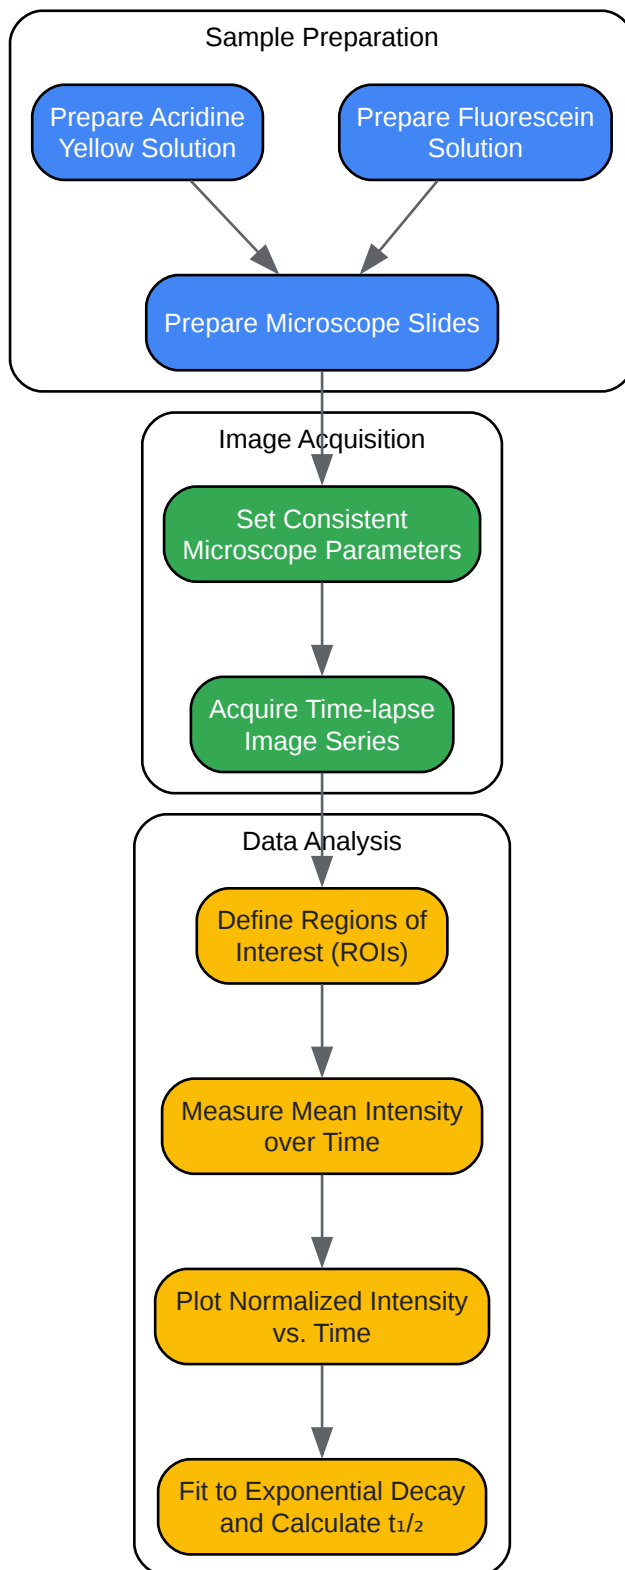 Sample Preparation
Prepare Acridine
Yellow Solution
Prepare Fluorescein
Solution
Prepare Microscope Slides
Image Acquisition
Set Consistent
Microscope Parameters
Acquire Time-lapse
Image Series
Data Analysis
Define Regions of
Interest (ROIs)
Measure Mean Intensity
over Time
Plot Normalized Intensity
vs. Time
Fit to Exponential Decay
and Calculate t₁/₂